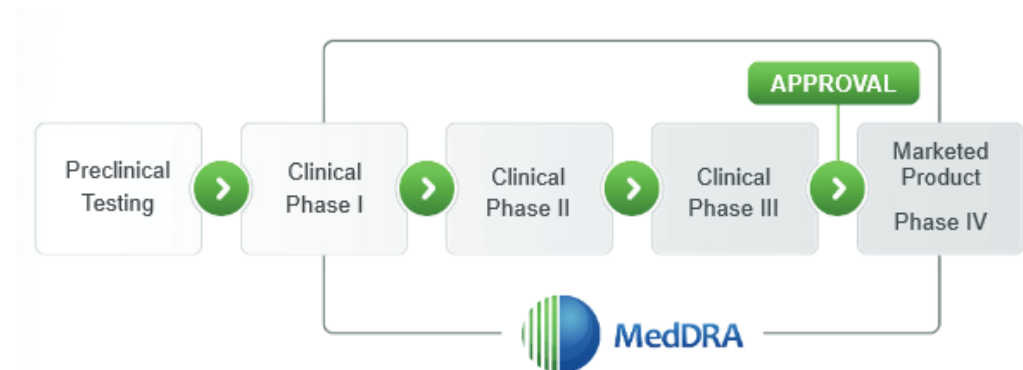 APPROVAL
Preclinical
Testing
Clinical
Phase I
Clinical
Phase II
Clinical
Phase III
Marketed
Product
Phase IV
MedDRA